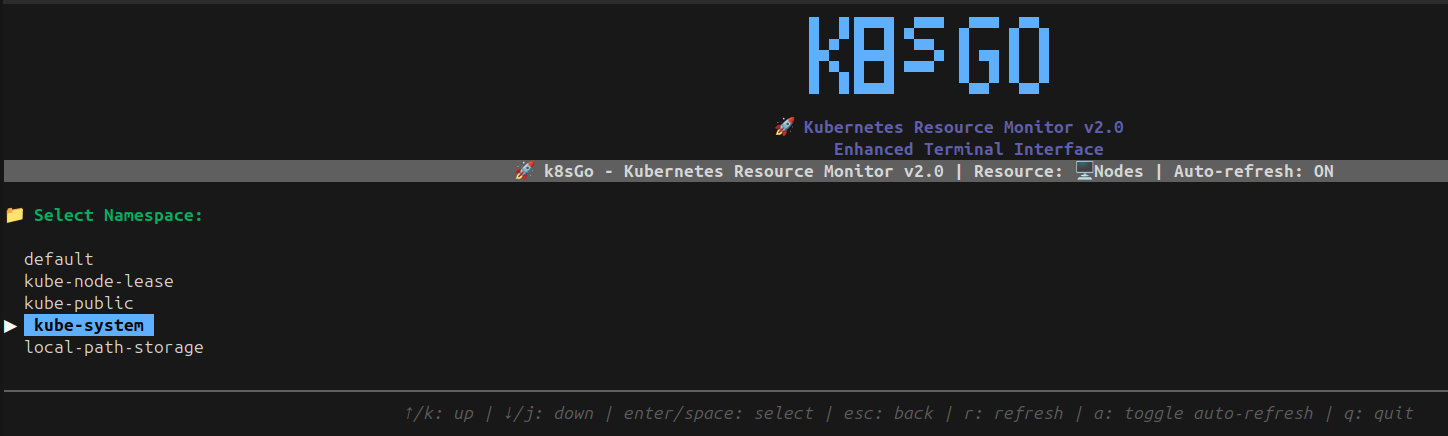 K8SGO
🚀 Kubernetes Resource Monitor v2.0
Enhanced Terminal Interface
🚀 k8sGo - Kubernetes Resource Monitor v2.0 | Resource: 🖥️Nodes | Auto-refresh: ON
📁 Select Namespace:
default
kube-node-lease
kube-public
▶ kube-system
local-path-storage
↑/k: up | ↓/j: down | enter/space: select | esc: back | r: refresh | a: toggle auto-refresh | q: quit